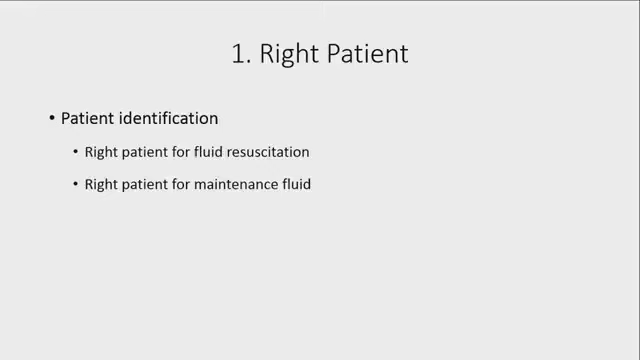 1. Right Patient
• Patient identification
• Right patient for fluid resuscitation
• Right patient for maintenance fluid